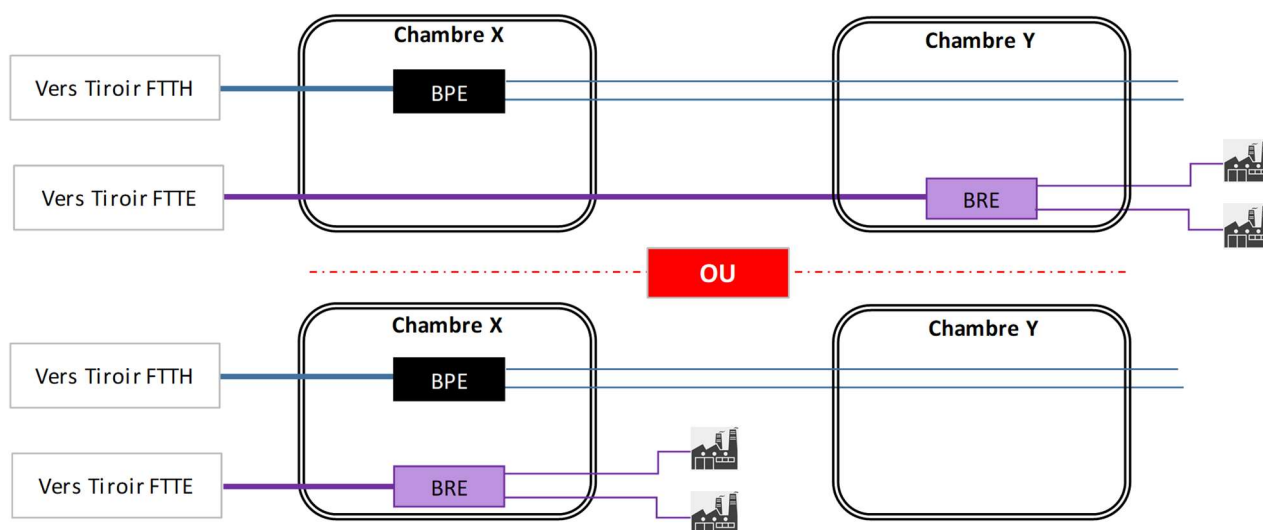 Chambre X
Chambre Y
Vers Tiroir FTTH
BPE
Vers Tiroir FTTE
BRE
OU
Chambre X
Chambre Y
Vers Tiroir FTTH
BPE
Vers Tiroir FTTE
BRE